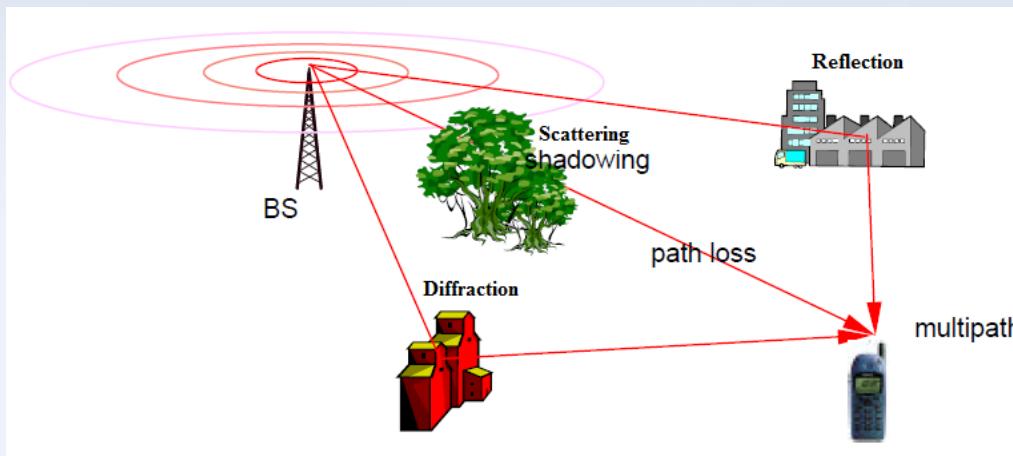 Reflection
Scattering
shadowing
BS
path loss
Diffraction
multipath